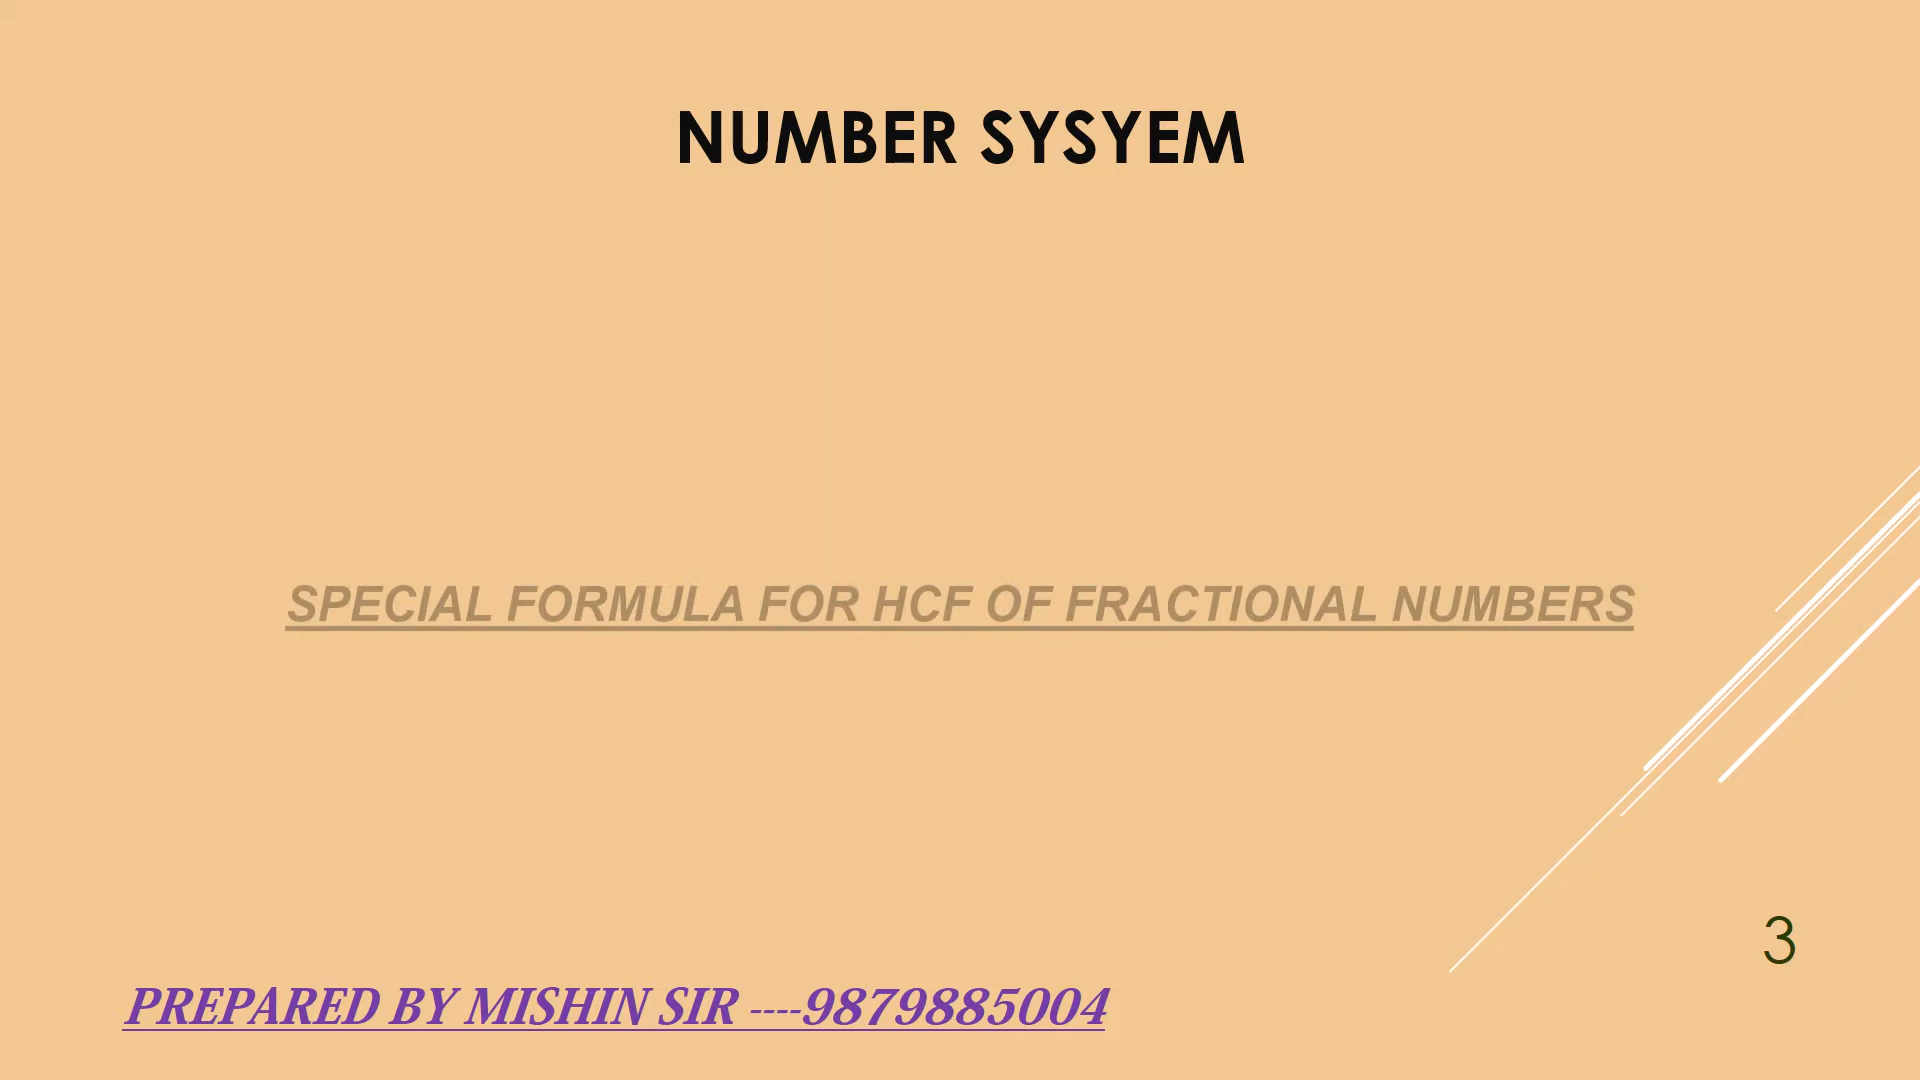 NUMBER SYSYEM
SPECIAL FORMULA FOR HCF OF FRACTIONAL NUMBERS
3
PREPARED BY MISHIN SIR ----9879885004